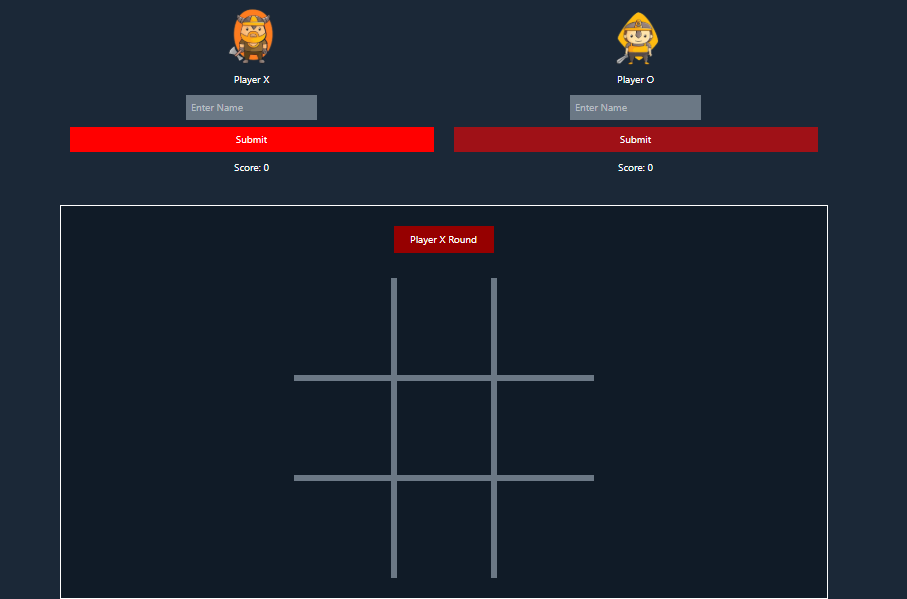 Player X
Player O
Enter Name
Enter Name
Submit
Submit
Score: 0
Score: 0
Player X Round